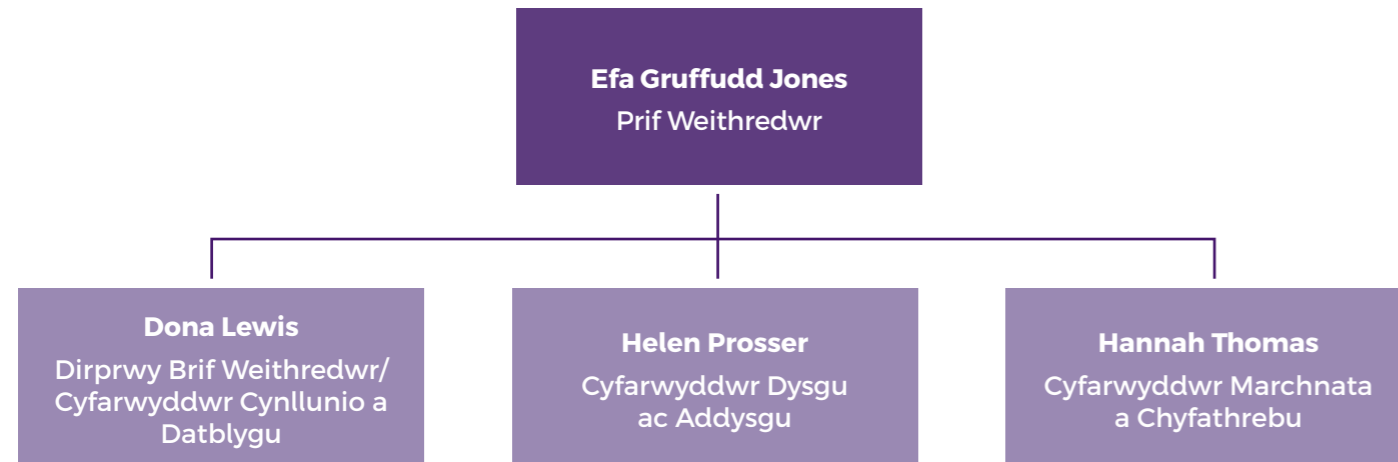 Efa Gruffudd Jones
Prif Weithredwr
Dona Lewis
Dirprwy Brif Weithredwr/
Cyfarwyddwr Cynllunio a
Datblygu
Helen Prosser
Cyfarwyddwr Dysgu
ac Addysgu
Hannah Thomas
Cyfarwyddwr Marchnata
a Chyfathrebu